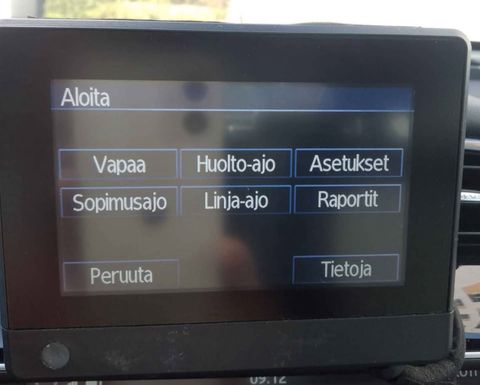 Aloita
Vapaa Huolto-ajo Asetukset
Sopimusajo Linja-ajo Raportit
Peruuta Tietoja
09:12